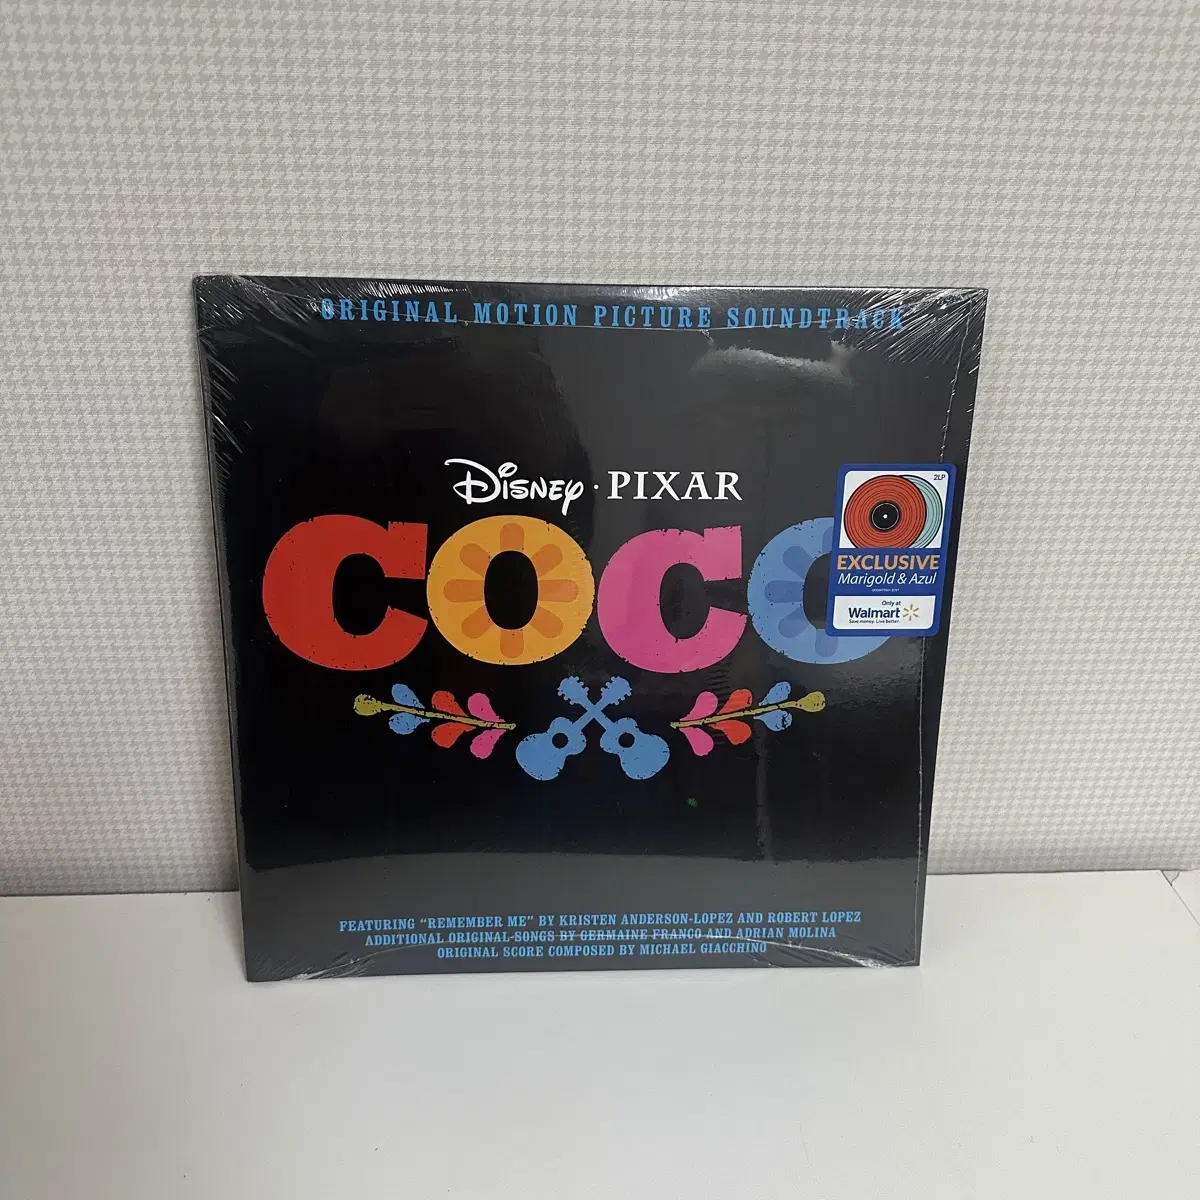 ORIGINAL MOTION PICTURE SOUNDTRACK
Disney · PIXAR
COCO
2LP
EXCLUSIVE
Marigold & Azul
Only at
Walmart
Save money. Live better.
FEATURING “REMEMBER ME” BY KRISTEN ANDERSON-LOPEZ AND ROBERT LOPEZ
ADDITIONAL ORIGINAL SONGS BY GERMAINE FRANCO AND ADRIAN MOLINA
ORIGINAL SCORE COMPOSED BY MICHAEL GIACCHINO